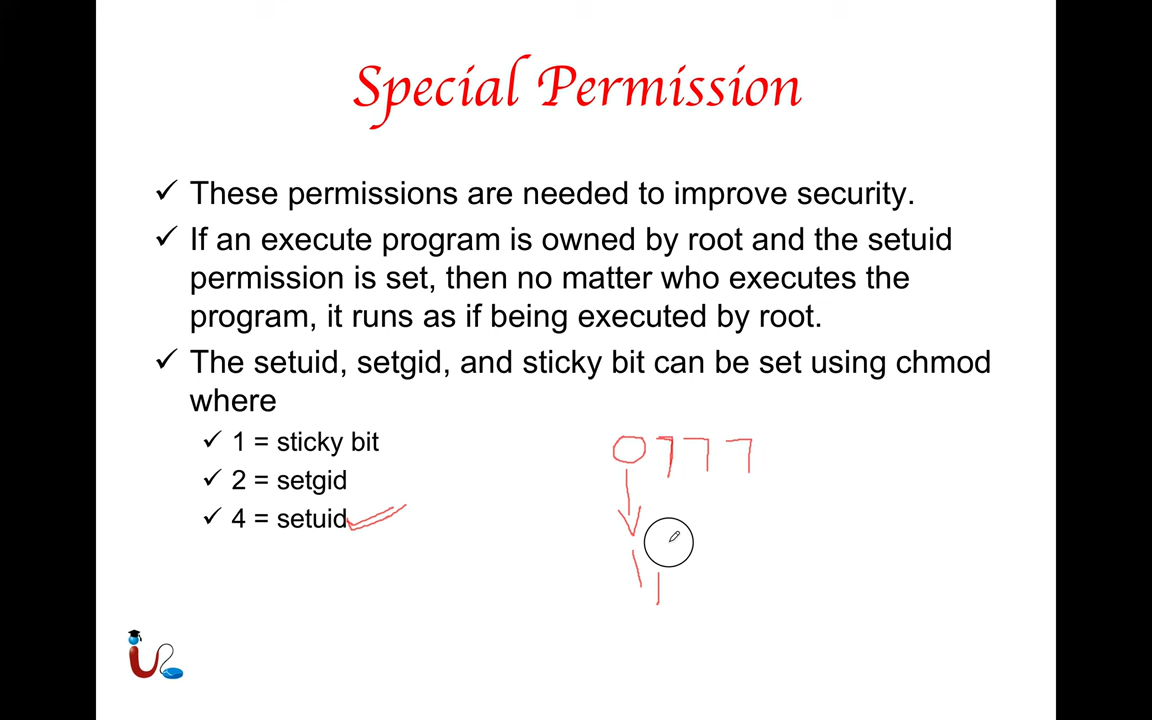 Special Permission
These permissions are needed to improve security.
If an execute program is owned by root and the setuid
permission is set, then no matter who executes the
program, it runs as if being executed by root.
The setuid, setgid, and sticky bit can be set using chmod
where
1 = sticky bit
2 = setgid
4 = setuid
0777